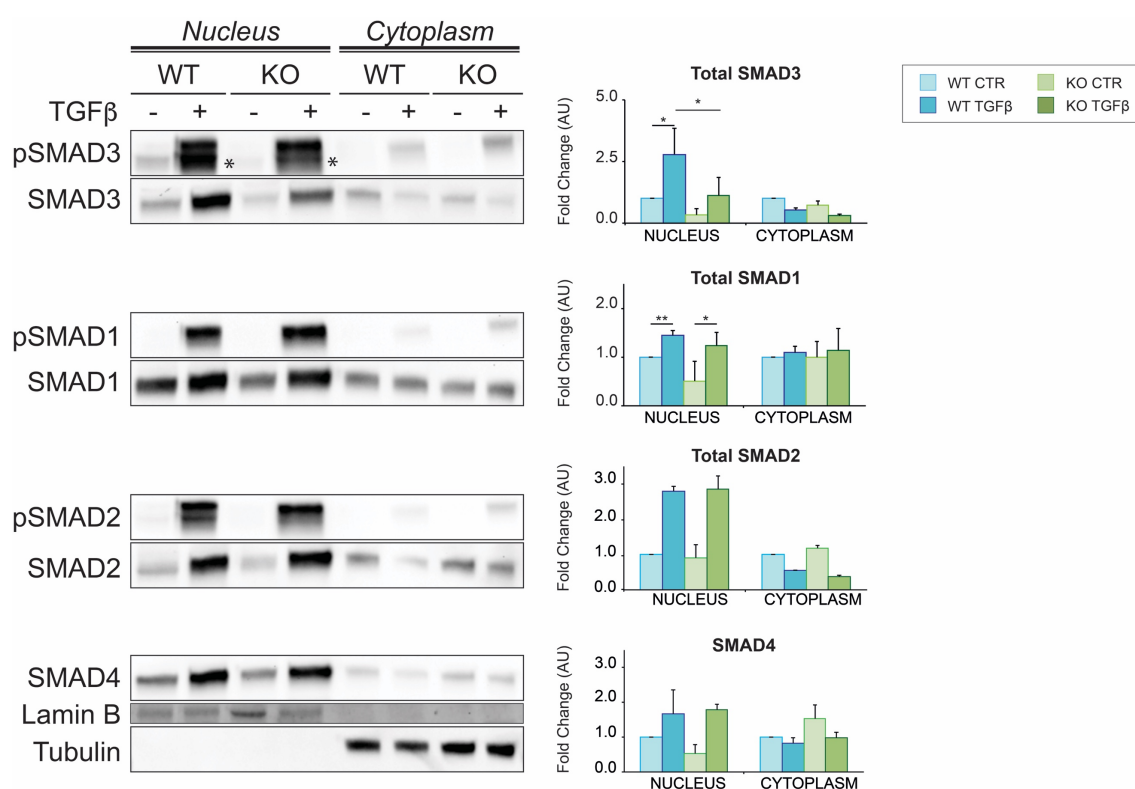 Nucleus Cytoplasm
WT KO WT KO
TGFβ - + - + - + - +
pSMAD3 * *
SMAD3
pSMAD1
SMAD1
pSMAD2
SMAD2
SMAD4
Lamin B
Tubulin
Total SMAD3
Fold Change (AU)
5.0
2.5
0.0
* *
NUCLEUS CYTOPLASM
Total SMAD1
Fold Change (AU)
2.0
1.0
0.0
** *
NUCLEUS CYTOPLASM
Total SMAD2
Fold Change (AU)
3.0
2.0
1.0
0.0
NUCLEUS CYTOPLASM
SMAD4
Fold Change (AU)
3.0
2.0
1.0
0.0
NUCLEUS CYTOPLASM
WT CTR KO CTR
WT TGFβ KO TGFβ